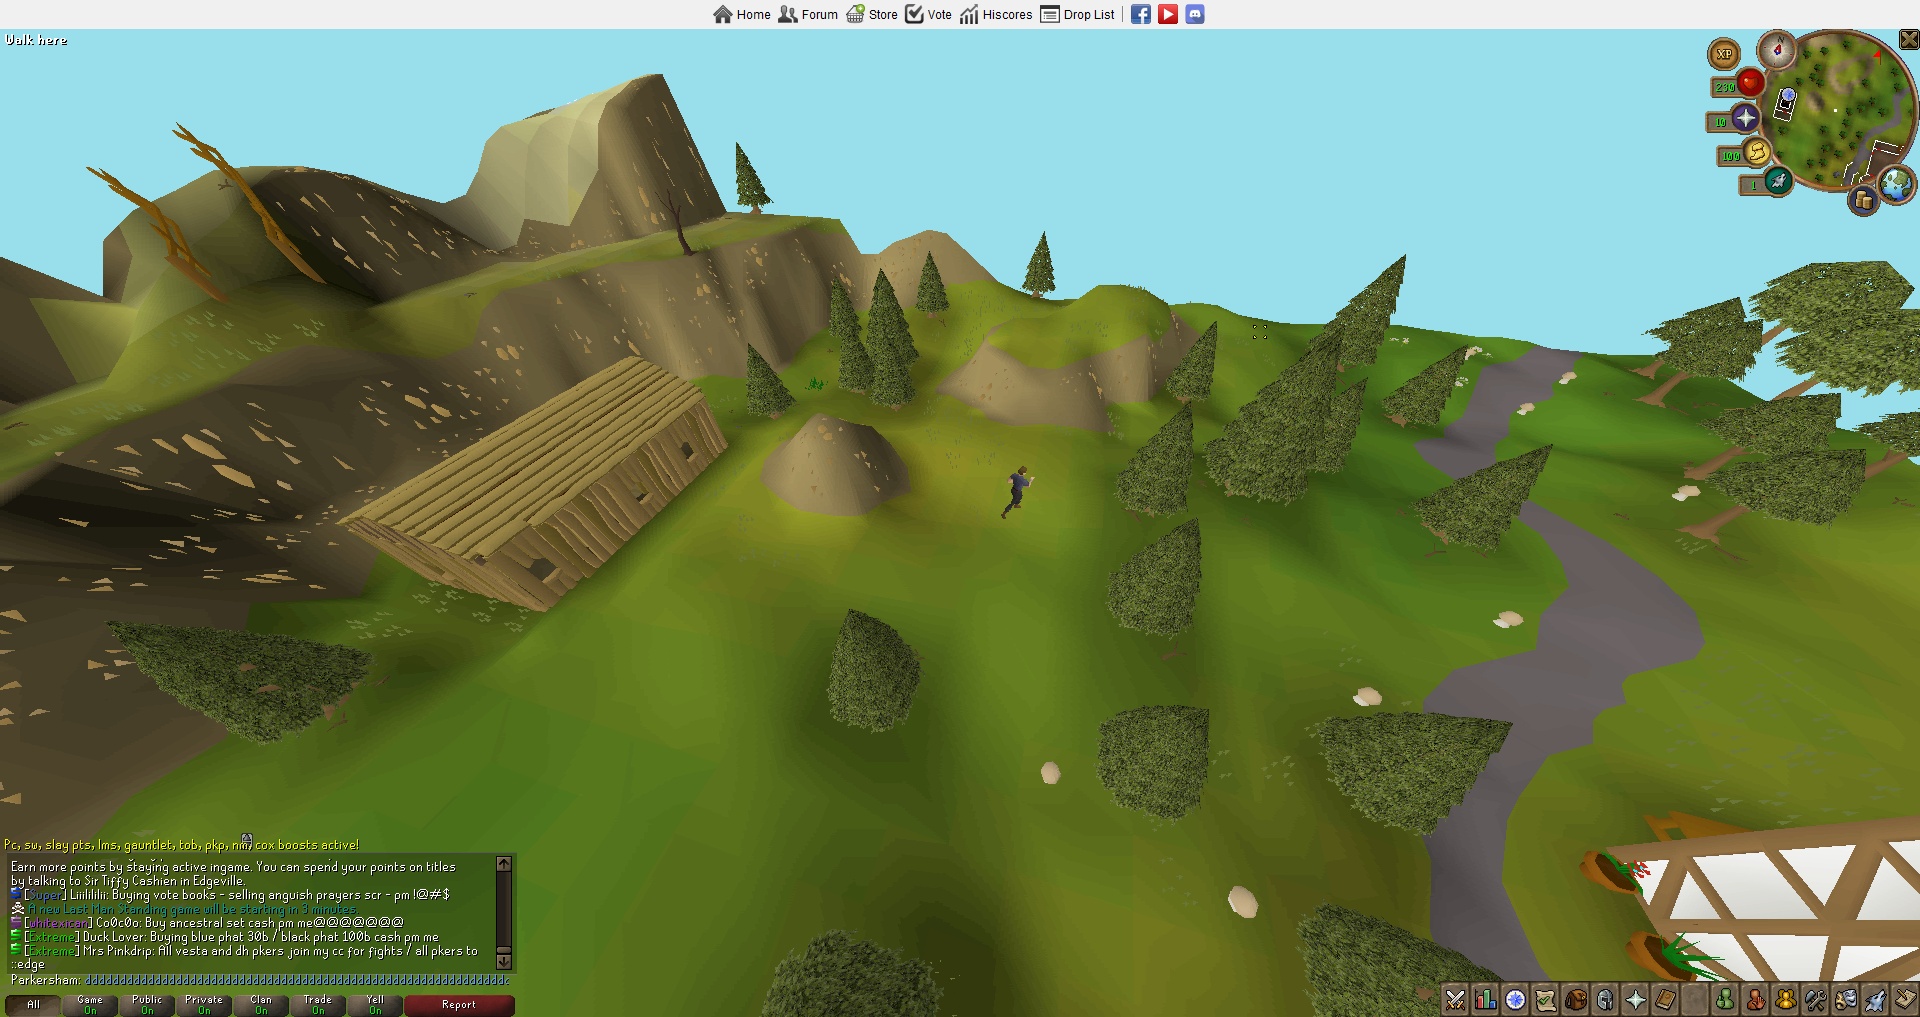 Home Forum Store Vote Hiscores Drop List
Walk here
XP
N
230
10
100
1
Pc, sw, slay pts, lms, gauntlet, tob, pkp, nm, cox boosts active!
Earn more points by staying active ingame. You can spend your points on titles
by talking to Sir Tiffy Cashien in Edgeville.
[Super] Liilililii: Buying vote books - selling anguish prayers scr - pm !@#$
A new Last Man Standing game will be starting in 3 minutes.
[whitexican] Co0c0o: Buy ancestral set cash pm me@@@@@@@
[Extreme] Duck Lover: Buying blue phat 30b / black phat 100b cash pm me
[Extreme] Mrs Pinkdrip: All vesta and dh pkers join my cc for fights / all pkers to
::edge
Parkersham:
All Game Public Private Clan Trade Yell Report
On On On On On On